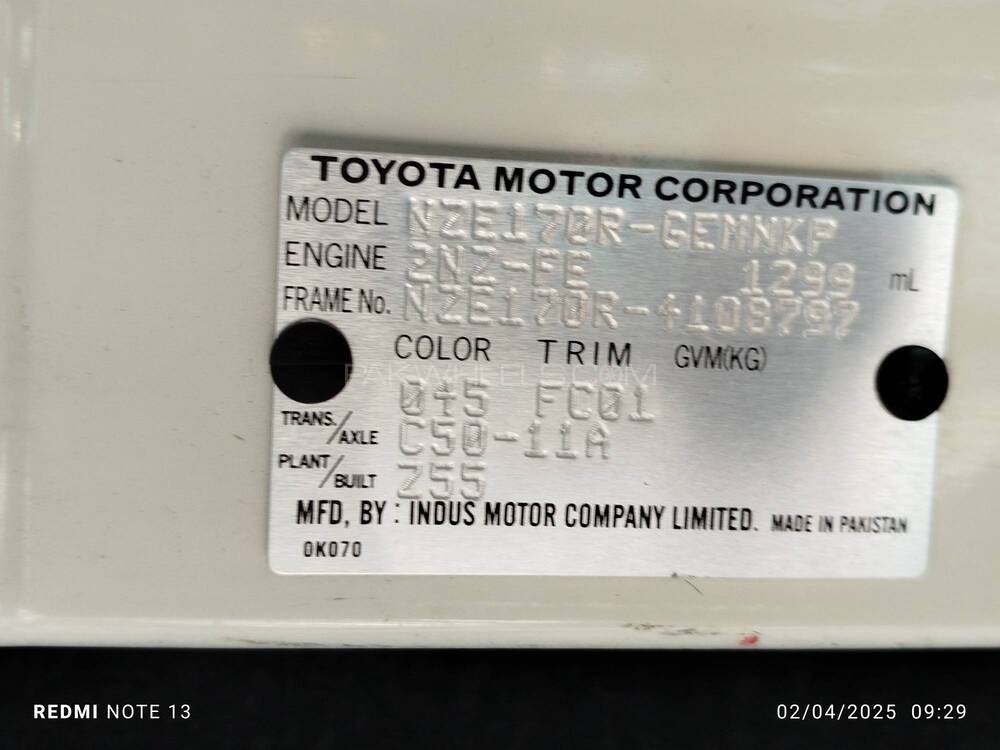 TOYOTA MOTOR CORPORATION
MODEL NZE170R-GEMNKP
ENGINE 2NZ-FE 1299 mL
FRAME No. NZE170R-4108797
COLOR TRIM GVM(KG)
PAKWHEELS.COM
045 FC01
TRANS./AXLE C50-11A
PLANT/BUILT Z55
MFD, BY : INDUS MOTOR COMPANY LIMITED. MADE IN PAKISTAN
0K070
REDMI NOTE 13 02/04/2025 09:29